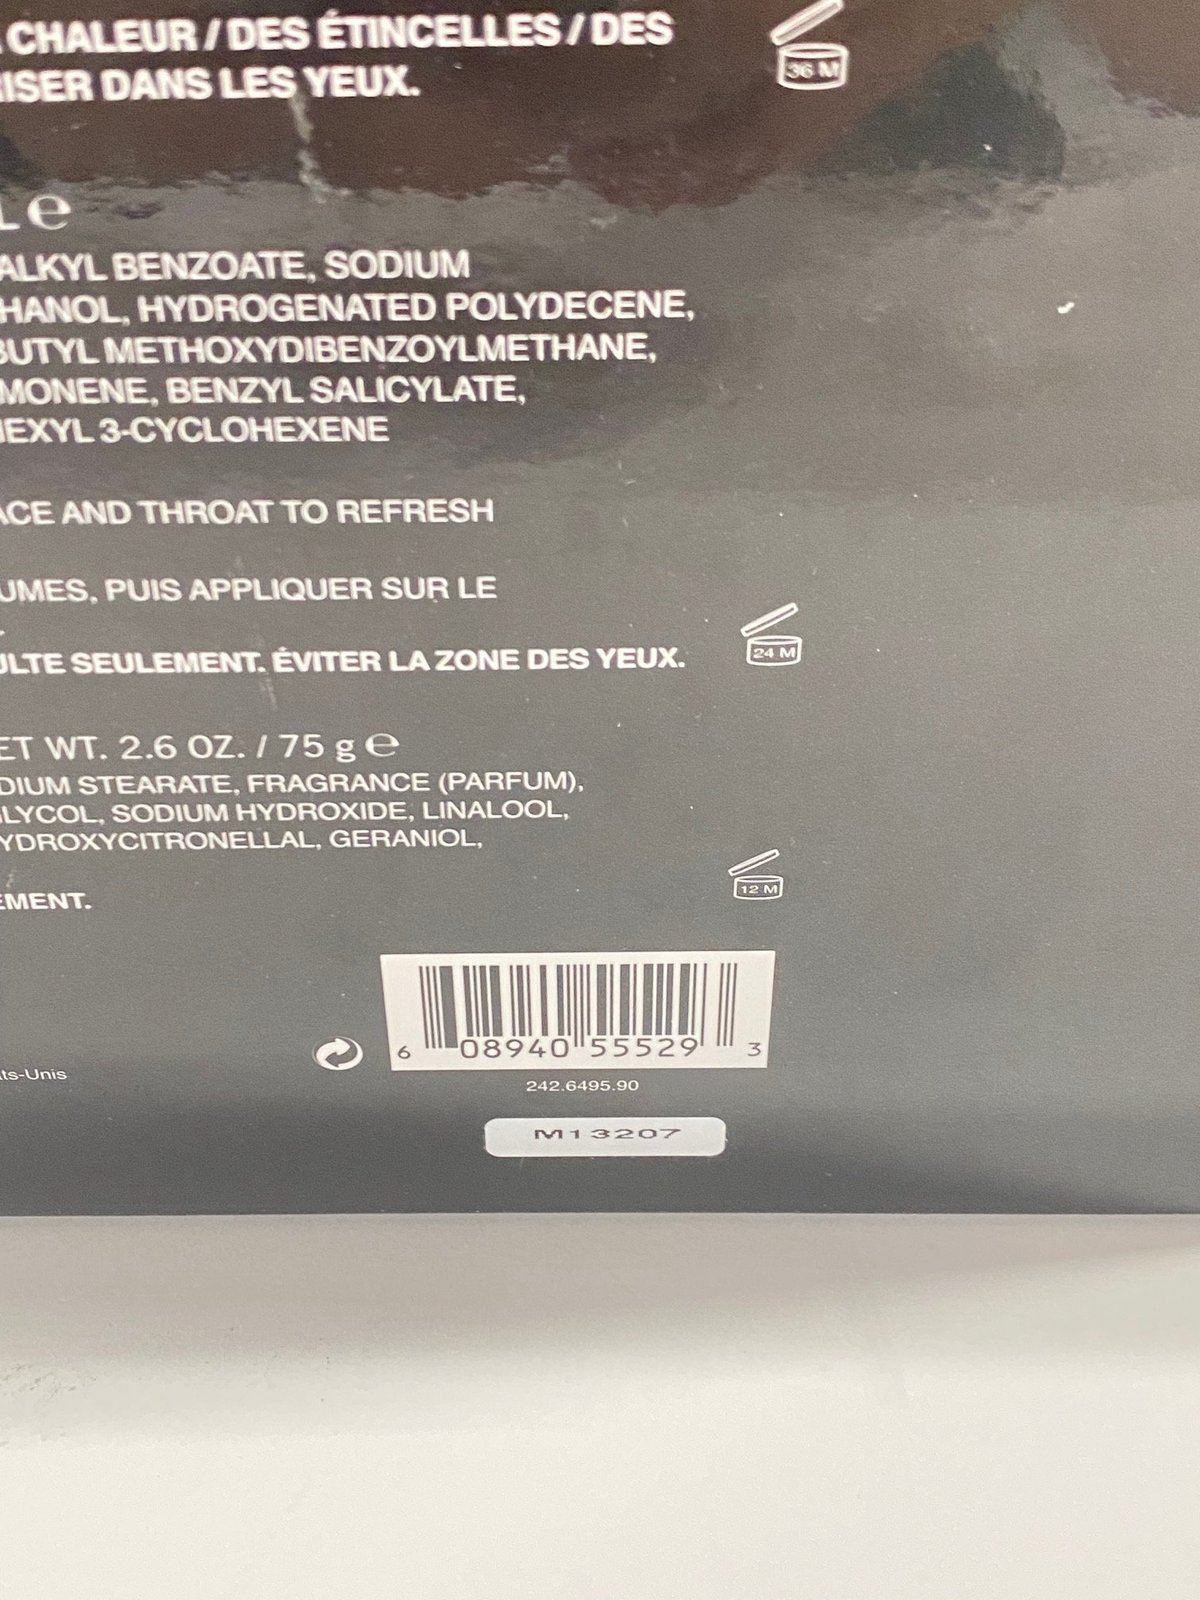 CHALEUR / DES ÉTINCELLES / DES
ISER DANS LES YEUX.
36 M
L e
ALKYL BENZOATE, SODIUM
HANOL, HYDROGENATED POLYDECENE,
BUTYL METHOXYDIBENZOYLMETHANE,
MONENE, BENZYL SALICYLATE,
HEXYL 3-CYCLOHEXENE
ACE AND THROAT TO REFRESH
UMES, PUIS APPLIQUER SUR LE
ULTE SEULEMENT. ÉVITER LA ZONE DES YEUX.
24 M
ET WT. 2.6 OZ. / 75 g e
DIUM STEARATE, FRAGRANCE (PARFUM),
GLYCOL, SODIUM HYDROXIDE, LINALOOL,
YDROXYCITRONELLAL, GERANIOL,
EMENT.
12 M
6 08940 55529 3
ts-Unis
242.6495.90
M13207